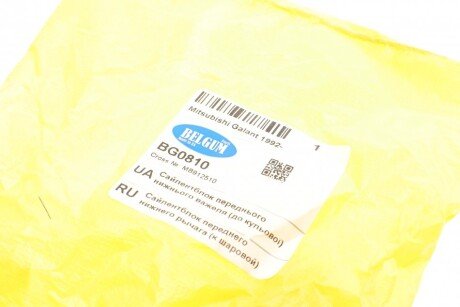 Mitsubishi Galant 1992-
1
BELGUM
BG0810
Cross №: MB912510
UA
Сайлентблок переднього
нижнього важеля (до кульової)
RU
Сайлентблок переднего
нижнего рычага (к шаровой)